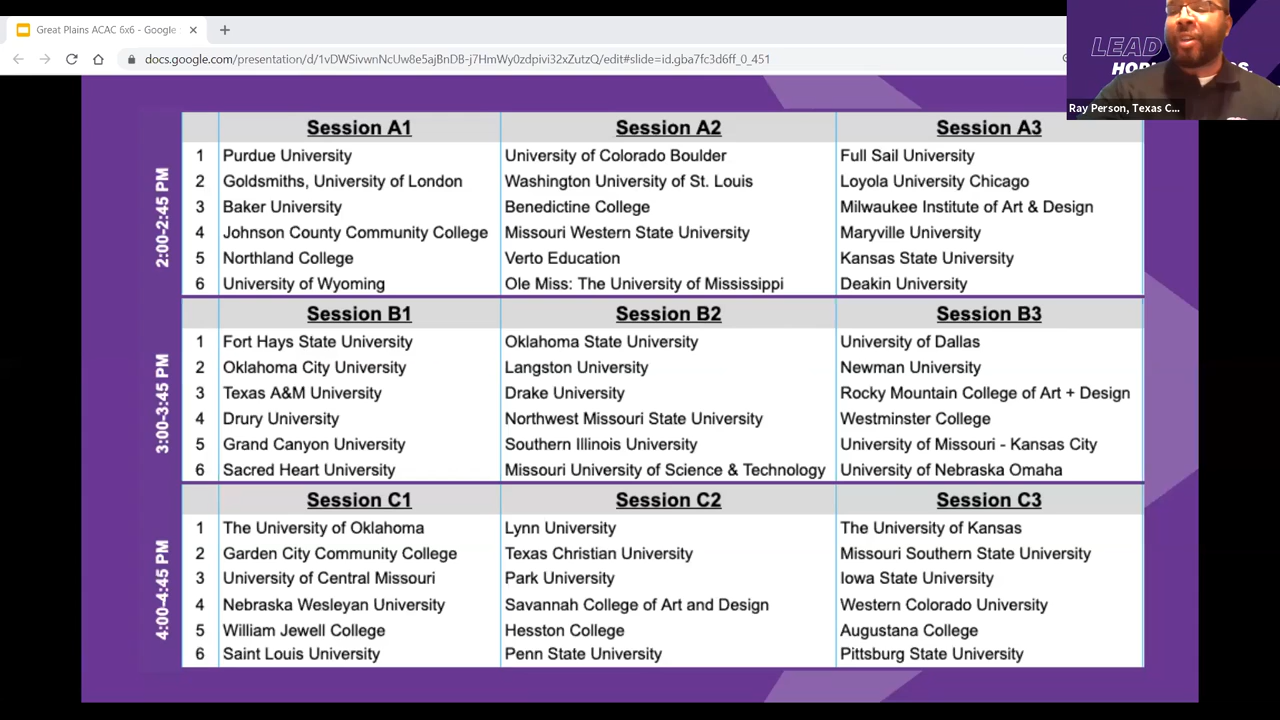 Great Plains ACAC 6x6 - Google
docs.google.com/presentation/d/1vDWSivwnNcUw8eSejBnDB-j7HmWy0zdpivi32xZutzQ/edit#slide=id.gba7fc3d6ff_0_451
LEAD
Ray Person, Texas C...
2:00-2:45 PM
Session A1 Session A2 Session A3
1 Purdue University University of Colorado Boulder Full Sail University
2 Goldsmiths, University of London Washington University of St. Louis Loyola University Chicago
3 Baker University Benedictine College Milwaukee Institute of Art & Design
4 Johnson County Community College Missouri Western State University Maryville University
5 Northland College Verto Education Kansas State University
6 University of Wyoming Ole Miss: The University of Mississippi Deakin University
3:00-3:45 PM
Session B1 Session B2 Session B3
1 Fort Hays State University Oklahoma State University University of Dallas
2 Oklahoma City University Langston University Newman University
3 Texas A&M University Drake University Rocky Mountain College of Art + Design
4 Drury University Northwest Missouri State University Westminster College
5 Grand Canyon University Southern Illinois University University of Missouri - Kansas City
6 Sacred Heart University Missouri University of Science & Technology University of Nebraska Omaha
4:00-4:45 PM
Session C1 Session C2 Session C3
1 The University of Oklahoma Lynn University The University of Kansas
2 Garden City Community College Texas Christian University Missouri Southern State University
3 University of Central Missouri Park University Iowa State University
4 Nebraska Wesleyan University Savannah College of Art and Design Western Colorado University
5 William Jewell College Hesston College Augustana College
6 Saint Louis University Penn State University Pittsburg State University